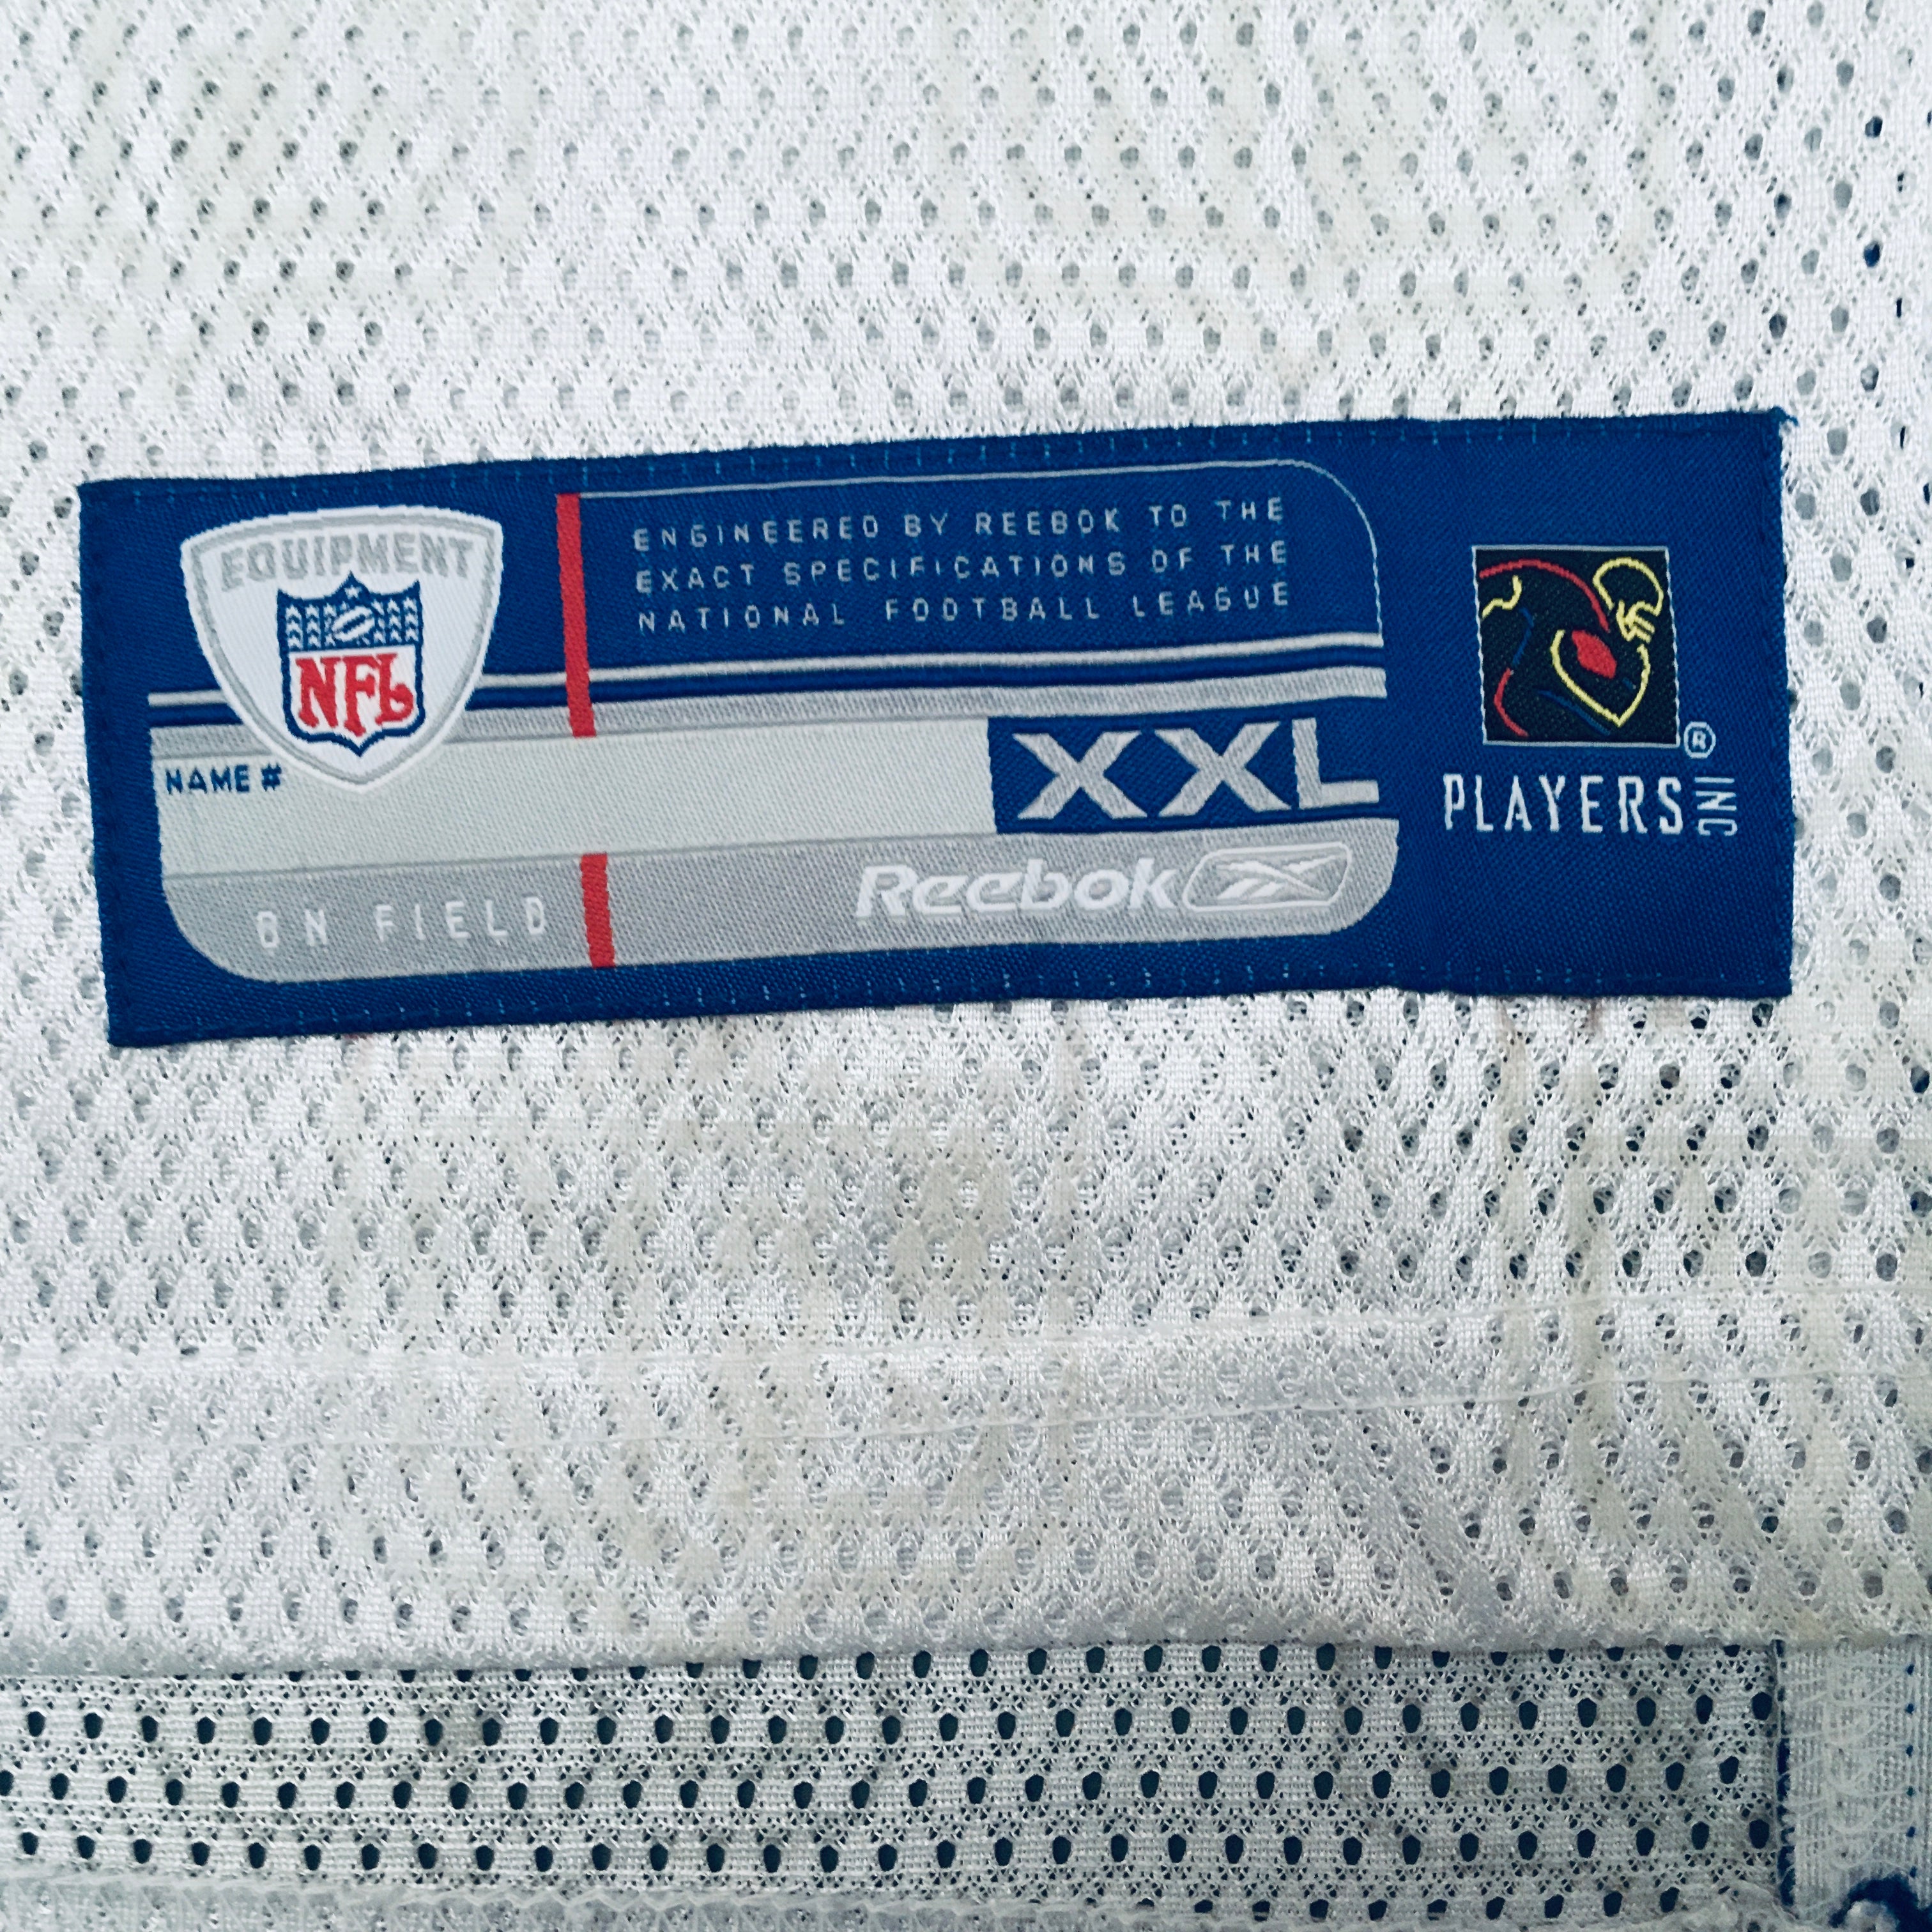 EQUIPMENT
NFL
ENGINEERED BY REEBOK TO THE
EXACT SPECIFICATIONS OF THE
NATIONAL FOOTBALL LEAGUE
NAME #
XXL
ON FIELD
Reebok
®
PLAYERS INC